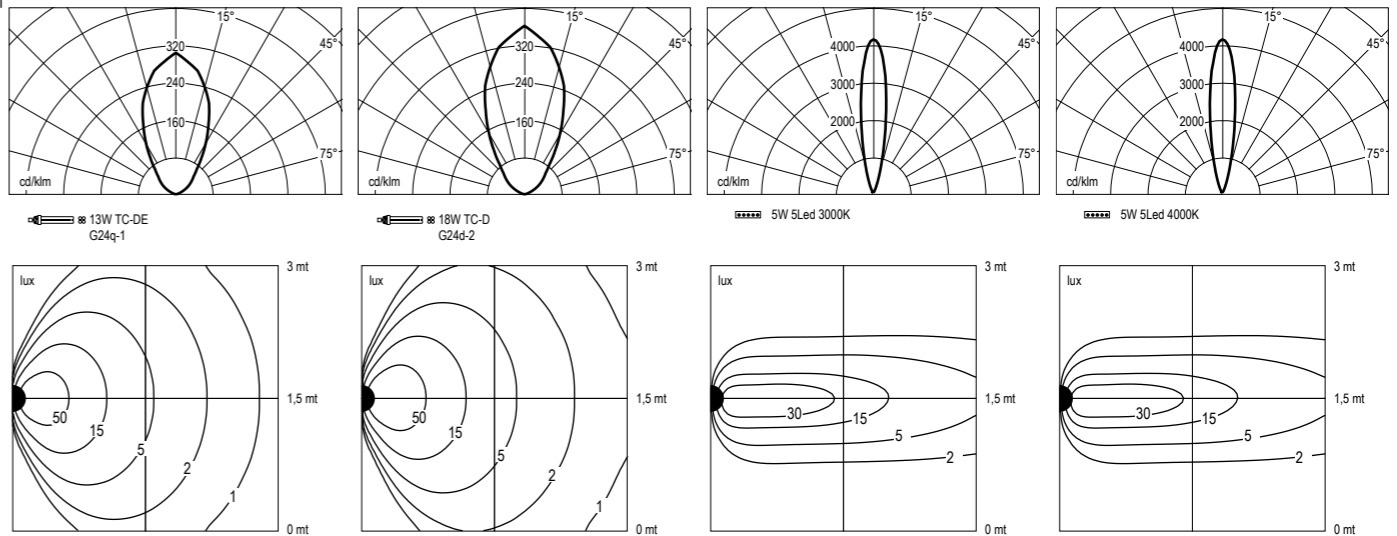 15°
45°
75°
320
240
160
cd/klm
13W TC-DE
G24q-1
15°
45°
75°
320
240
160
cd/klm
18W TC-D
G24d-2
15°
45°
75°
4000
3000
2000
cd/klm
5W 5Led 3000K
15°
45°
75°
4000
3000
2000
cd/klm
5W 5Led 4000K
lux
3 mt
1,5 mt
0 mt
50
15
5
2
1
lux
3 mt
1,5 mt
0 mt
50
15
5
2
1
lux
3 mt
1,5 mt
0 mt
30
15
5
2
lux
3 mt
1,5 mt
0 mt
30
15
5
2